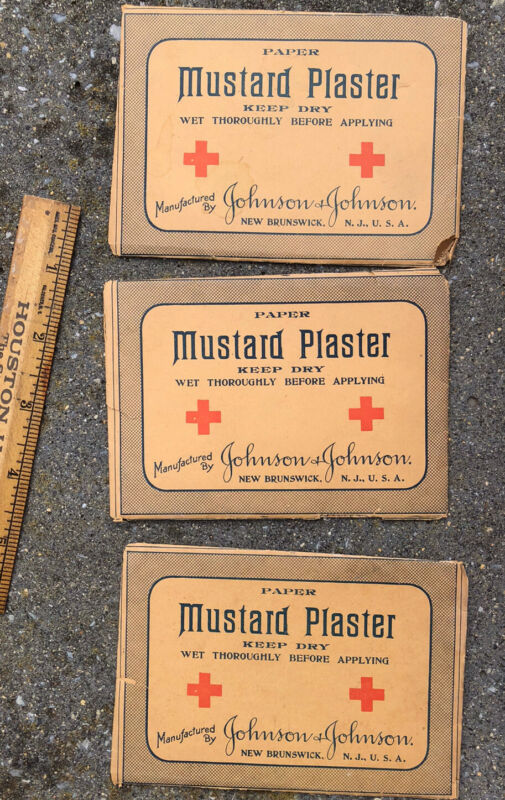 PAPER
Mustard Plaster
KEEP DRY
WET THOROUGHLY BEFORE APPLYING
Manufactured By Johnson & Johnson.
NEW BRUNSWICK, N. J., U. S. A.
PAPER
Mustard Plaster
KEEP DRY
WET THOROUGHLY BEFORE APPLYING
Manufactured By Johnson & Johnson.
NEW BRUNSWICK, N. J., U. S. A.
PAPER
Mustard Plaster
KEEP DRY
WET THOROUGHLY BEFORE APPLYING
Manufactured By Johnson & Johnson.
NEW BRUNSWICK, N. J., U. S. A.
HOUSTON
1
2
3
4
5